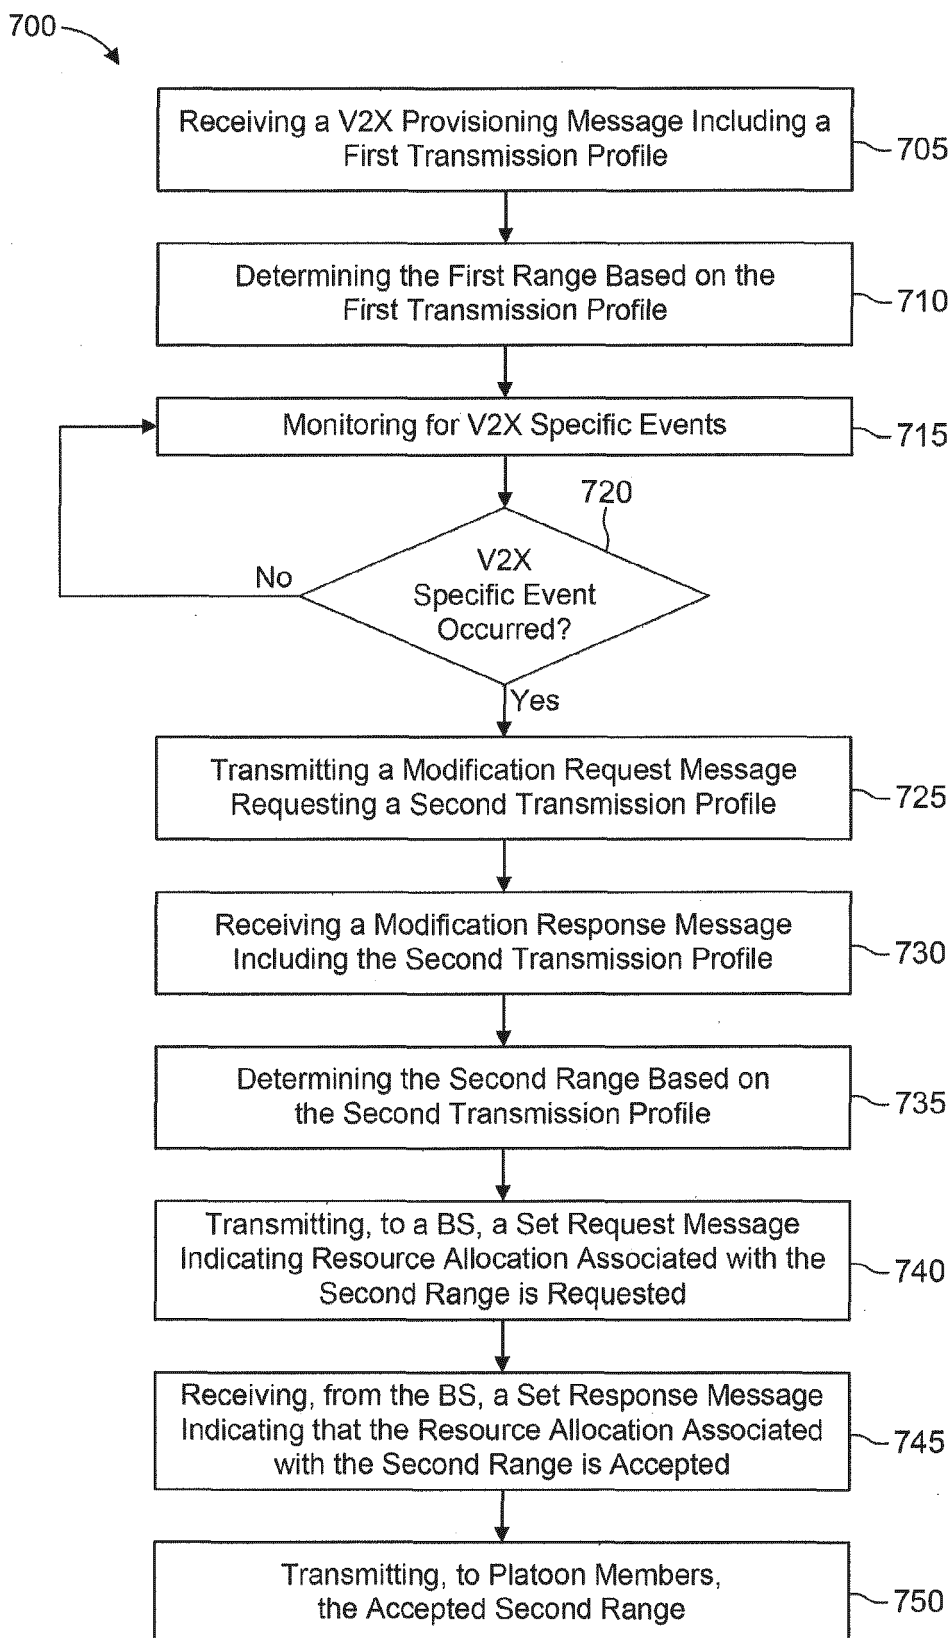 700
Receiving a V2X Provisioning Message Including a
First Transmission Profile
705
Determining the First Range Based on the
First Transmission Profile
710
Monitoring for V2X Specific Events
715
720
V2X
Specific Event
Occurred?
No
Yes
Transmitting a Modification Request Message
Requesting a Second Transmission Profile
725
Receiving a Modification Response Message
Including the Second Transmission Profile
730
Determining the Second Range Based on
the Second Transmission Profile
735
Transmitting, to a BS, a Set Request Message
Indicating Resource Allocation Associated with the
Second Range is Requested
740
Receiving, from the BS, a Set Response Message
Indicating that the Resource Allocation Associated
with the Second Range is Accepted
745
Transmitting, to Platoon Members,
the Accepted Second Range
750